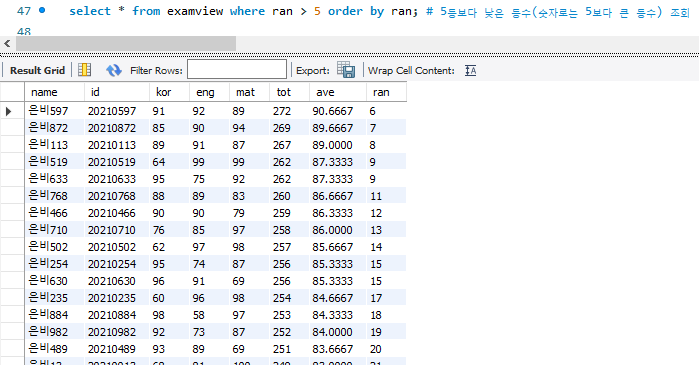 47 select * from examview where ran > 5 order by ran; # 5등보다 낮은 등수(숫자로는 5보다 큰 등수) 조회
48
Result Grid Filter Rows: Export: Wrap Cell Content:
name id kor eng mat tot ave ran
은비597 20210597 91 92 89 272 90.6667 6
은비872 20210872 85 90 94 269 89.6667 7
은비113 20210113 89 91 87 267 89.0000 8
은비519 20210519 64 99 99 262 87.3333 9
은비633 20210633 95 75 92 262 87.3333 9
은비768 20210768 88 89 83 260 86.6667 11
은비466 20210466 90 90 79 259 86.3333 12
은비710 20210710 76 85 97 258 86.0000 13
은비502 20210502 62 97 98 257 85.6667 14
은비254 20210254 95 74 87 256 85.3333 15
은비630 20210630 96 91 69 256 85.3333 15
은비235 20210235 60 96 98 254 84.6667 17
은비884 20210884 98 58 97 253 84.3333 18
은비982 20210982 92 73 87 252 84.0000 19
은비489 20210489 93 89 69 251 83.6667 20